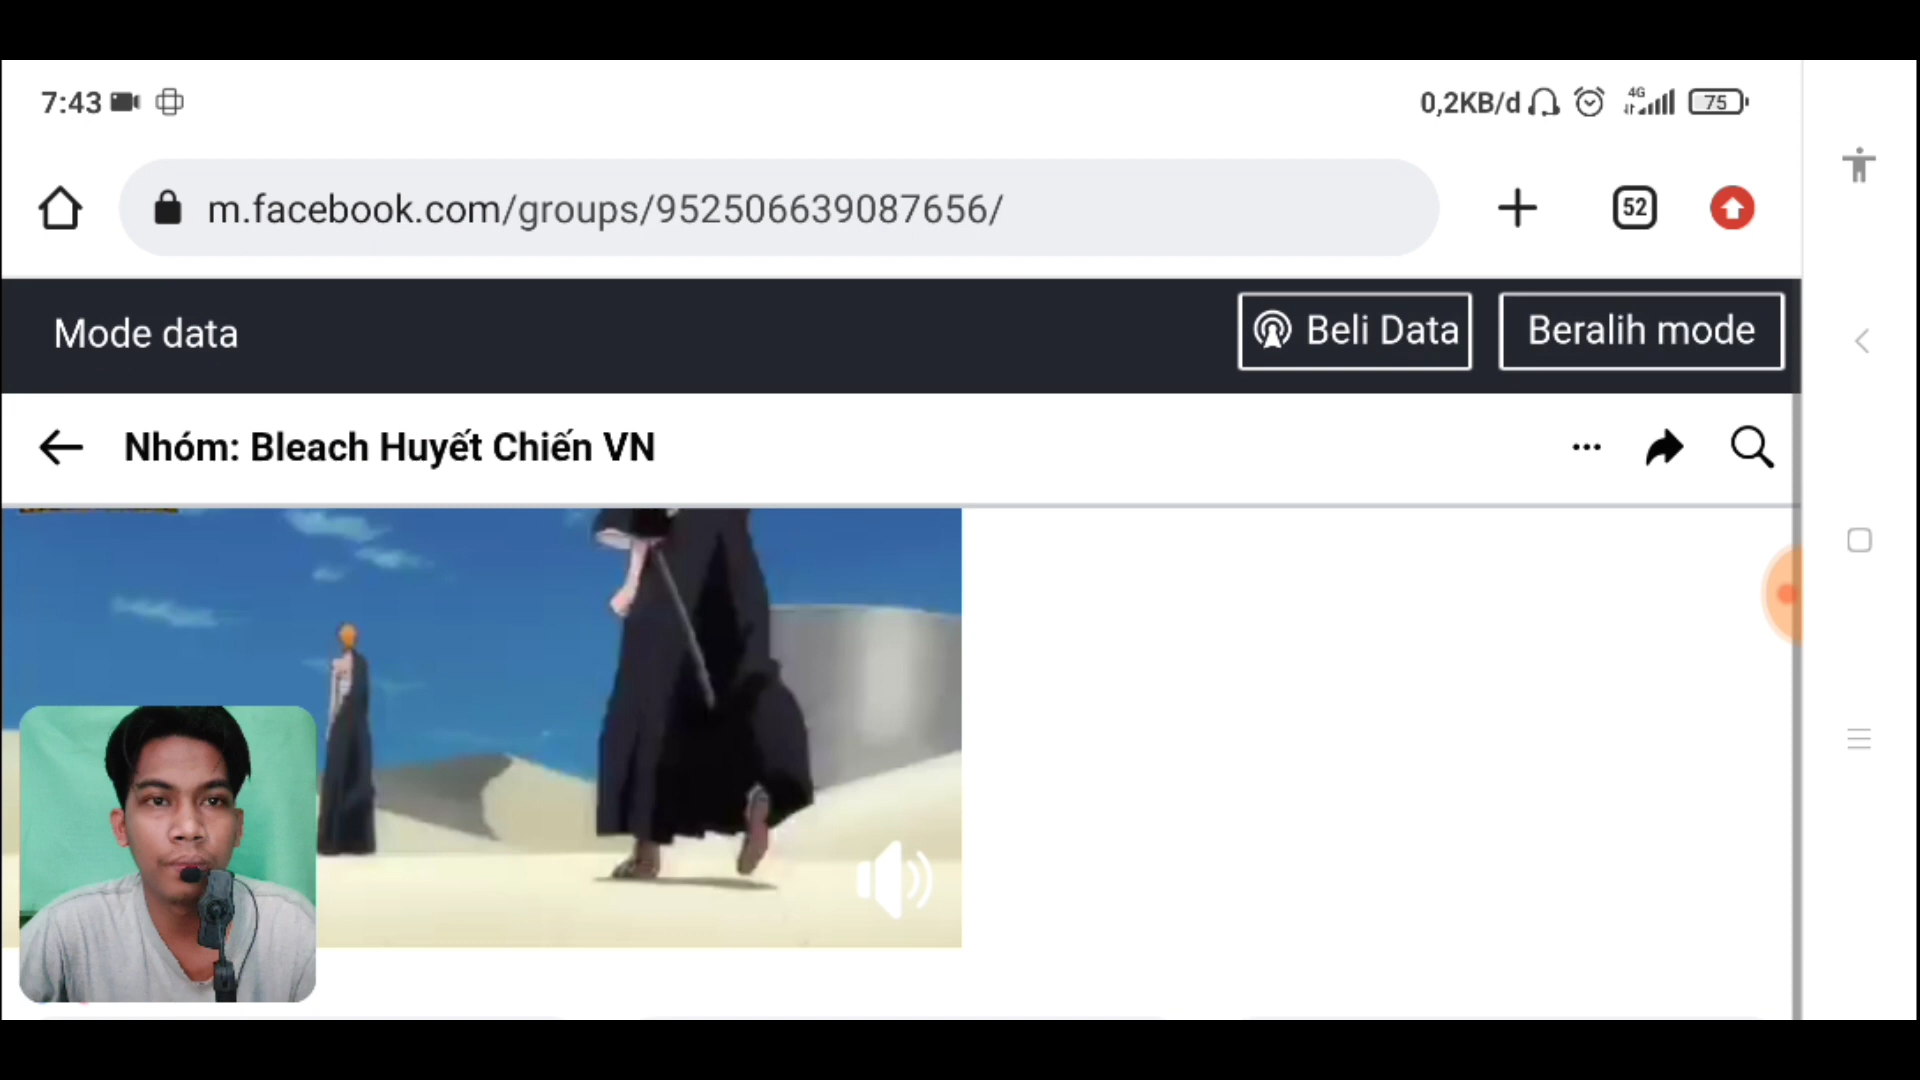 7:43
0,2KB/d 4G 75
m.facebook.com/groups/952506639087656/
52
Mode data
Beli Data
Beralih mode
Nhóm: Bleach Huyết Chiến VN